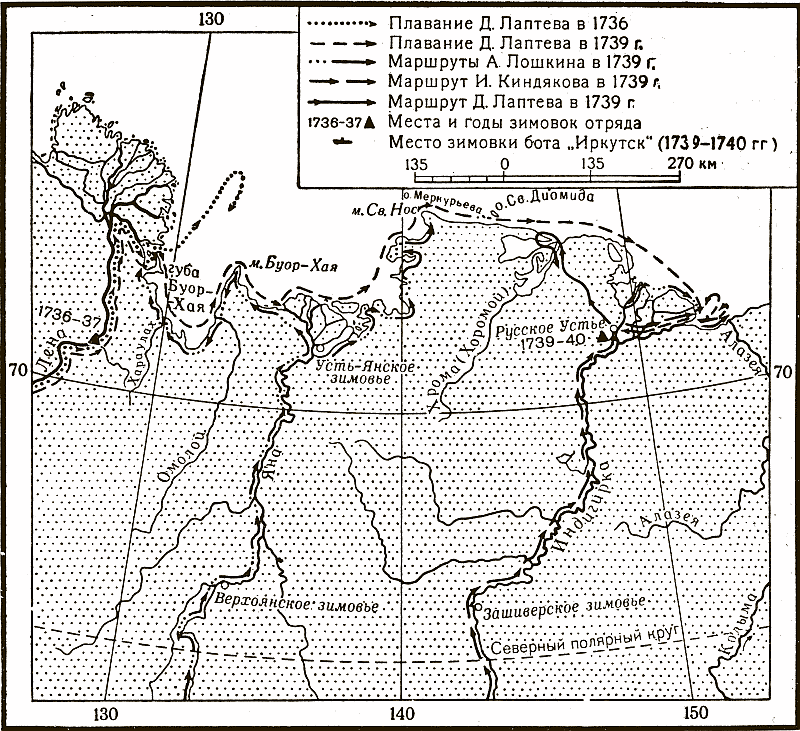 130
Плавание Д. Лаптева в 1736
Плавание Д. Лаптева в 1739 г.
Маршруты А. Лошкина в 1739 г.
Маршрут И. Киндякова в 1739 г.
Маршрут Д. Лаптева в 1739 г.
1736-37 Места и годы зимовок отряда
Место зимовки бота „Иркутск" (1739-1740 гг)
135 0 135 270 км
о. Меркурьева
о. Св. Диомида
м. Св. Нос
м. Буор-Хая
губа
Буор-
Хая
1736-37
Лена
Хараулах
Русское Устье
1739-40
Хрома (Хоромой)
Алазея
70
70
Усть-Янское
зимовье
Омолой
Яна
Индигирка
Алазея
Верхоянское зимовье
Зашиверское зимовье
Северный полярный круг
Колыма
130
140
150